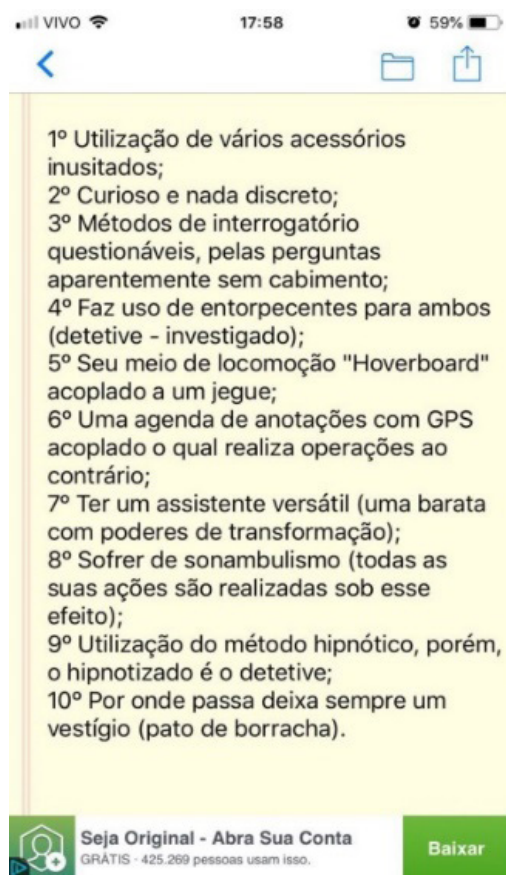 VIVO 17:58 59%
1º Utilização de vários acessórios
inusitados;
2º Curioso e nada discreto;
3º Métodos de interrogatório
questionáveis, pelas perguntas
aparentemente sem cabimento;
4º Faz uso de entorpecentes para ambos
(detetive - investigado);
5º Seu meio de locomoção "Hoverboard"
acoplado a um jegue;
6º Uma agenda de anotações com GPS
acoplado o qual realiza operações ao
contrário;
7º Ter um assistente versátil (uma barata
com poderes de transformação);
8º Sofrer de sonambulismo (todas as
suas ações são realizadas sob esse
efeito);
9º Utilização do método hipnótico, porém,
o hipnotizado é o detetive;
10º Por onde passa deixa sempre um
vestígio (pato de borracha).
Seja Original - Abra Sua Conta
GRÁTIS - 425.269 pessoas usam isso.
Baixar